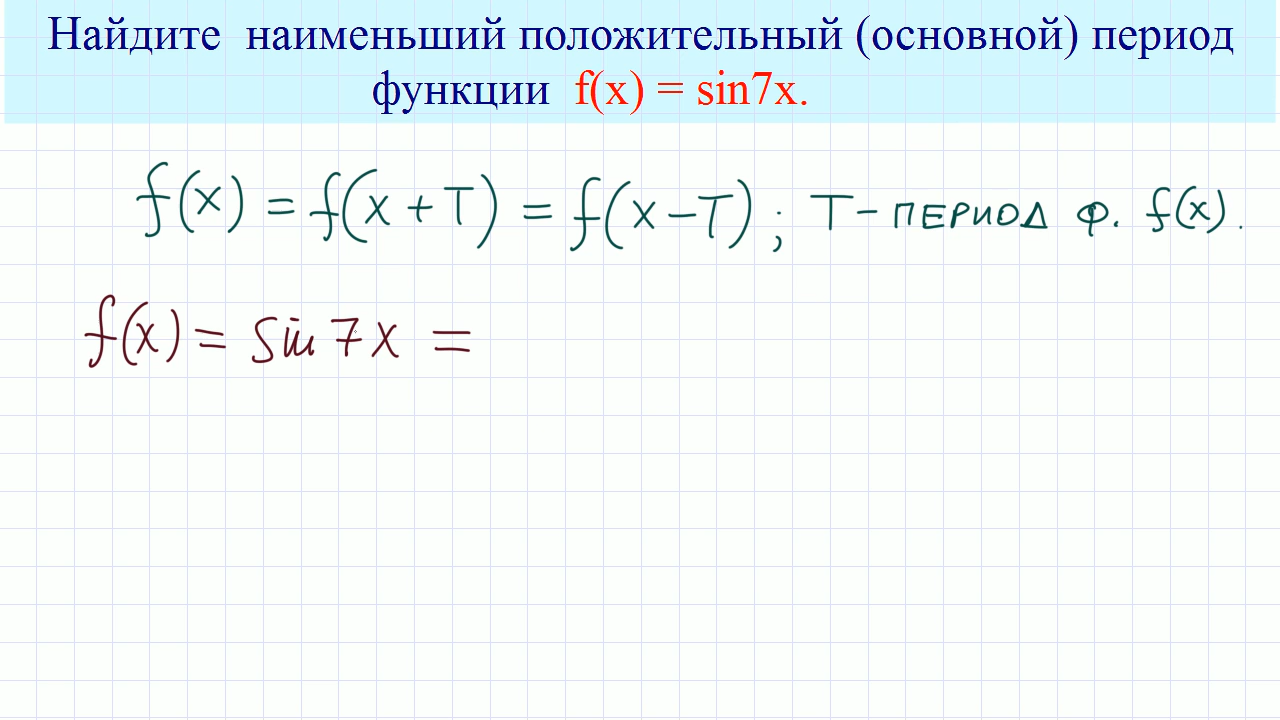 Найдите наименьший положительный (основной) период
функции f(x) = sin7x.
f(x) = f(x+T) = f(x-T); T - ПЕРИОД Ф. f(x).
f(x) = sin 7x =